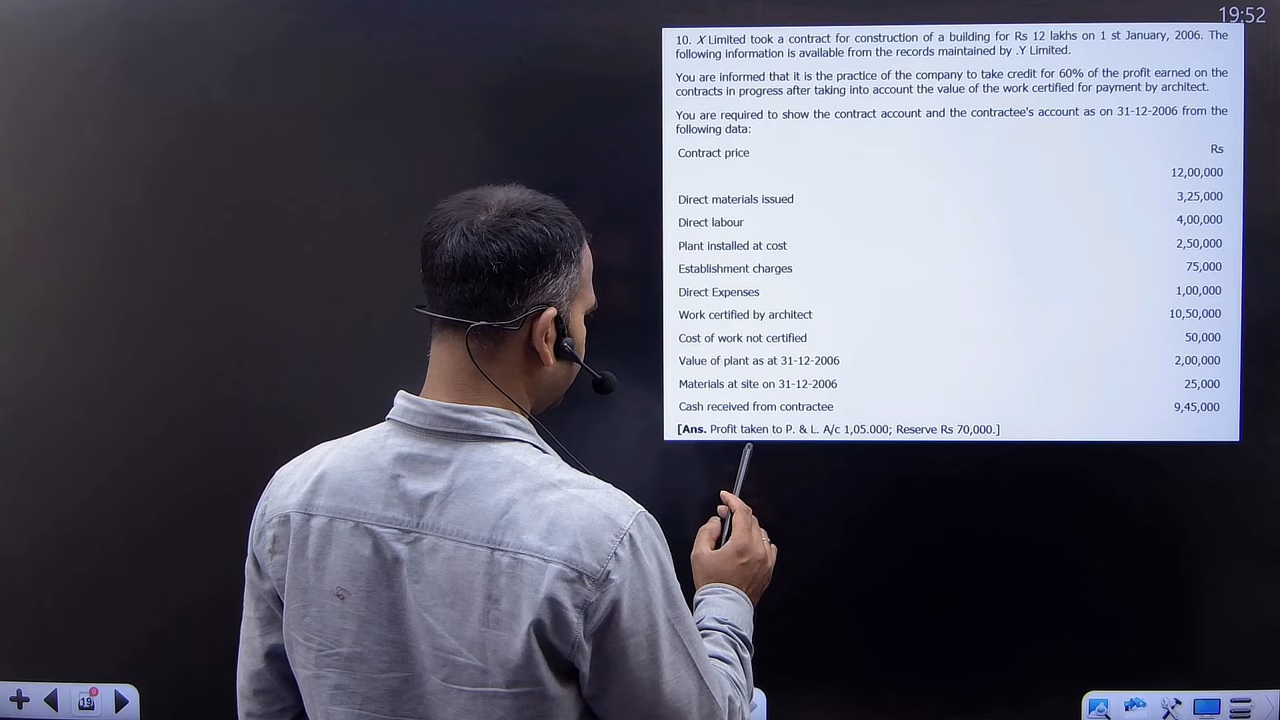 19:52
10. X Limited took a contract for construction of a building for Rs 12 lakhs on 1 st January, 2006. The
following information is available from the records maintained by .Y Limited.
You are informed that it is the practice of the company to take credit for 60% of the profit earned on the
contracts in progress after taking into account the value of the work certified for payment by architect.
You are required to show the contract account and the contractee's account as on 31-12-2006 from the
following data:
Contract price Rs
12,00,000
Direct materials issued 3,25,000
Direct labour 4,00,000
Plant installed at cost 2,50,000
Establishment charges 75,000
Direct Expenses 1,00,000
Work certified by architect 10,50,000
Cost of work not certified 50,000
Value of plant as at 31-12-2006 2,00,000
Materials at site on 31-12-2006 25,000
Cash received from contractee 9,45,000
[Ans. Profit taken to P. & L. A/c 1,05.000; Reserve Rs 70,000.]
19